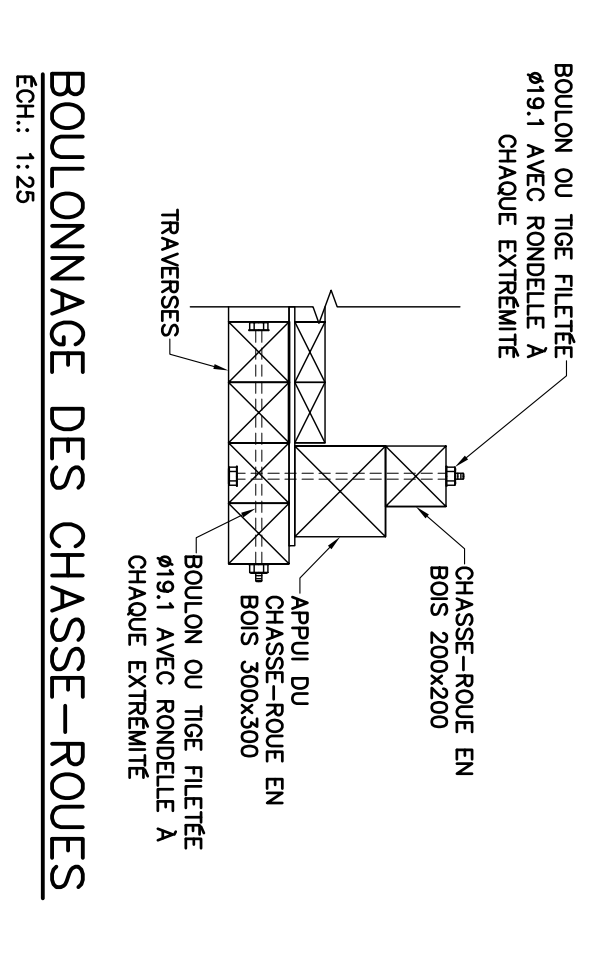 BOULON OU TIGE FILETÉE
ø19.1 AVEC RONDELLE À
CHAQUE EXTRÉMITÉ
CHASSE-ROUE EN
BOIS 200x200
APPUI DU
CHASSE-ROUE EN
BOIS 300x300
TRAVERSES
BOULON OU TIGE FILETÉE
ø19.1 AVEC RONDELLE À
CHAQUE EXTRÉMITÉ
BOULONNAGE DES CHASSE-ROUES
ÉCH.: 1:25